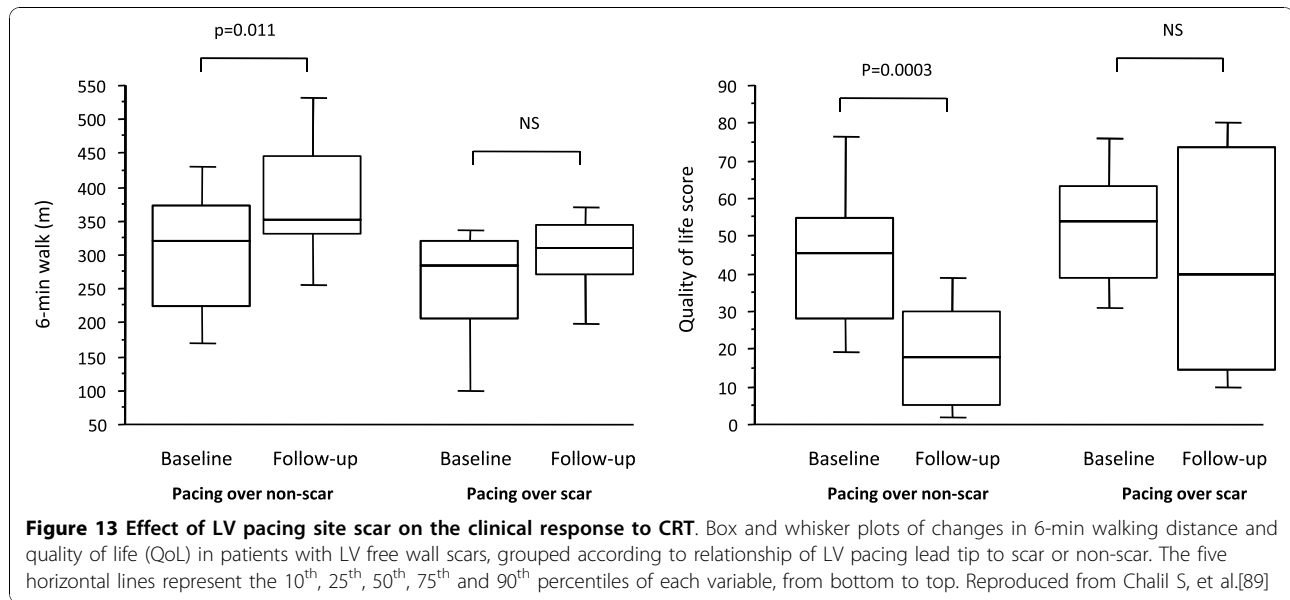 p=0.011
NS
550
500
450
400
350
300
250
200
150
100
50
6-min walk (m)
Baseline Follow-up Baseline Follow-up
Pacing over non-scar Pacing over scar
P=0.0003
NS
90
80
70
60
50
40
30
20
10
0
Quality of life score
Baseline Follow-up Baseline Follow-up
Pacing over non-scar Pacing over scar
Figure 13 Effect of LV pacing site scar on the clinical response to CRT. Box and whisker plots of changes in 6-min walking distance and
quality of life (QoL) in patients with LV free wall scars, grouped according to relationship of LV pacing lead tip to scar or non-scar. The five
horizontal lines represent the 10th, 25th, 50th, 75th and 90th percentiles of each variable, from bottom to top. Reproduced from Chalil S, et al.[89]